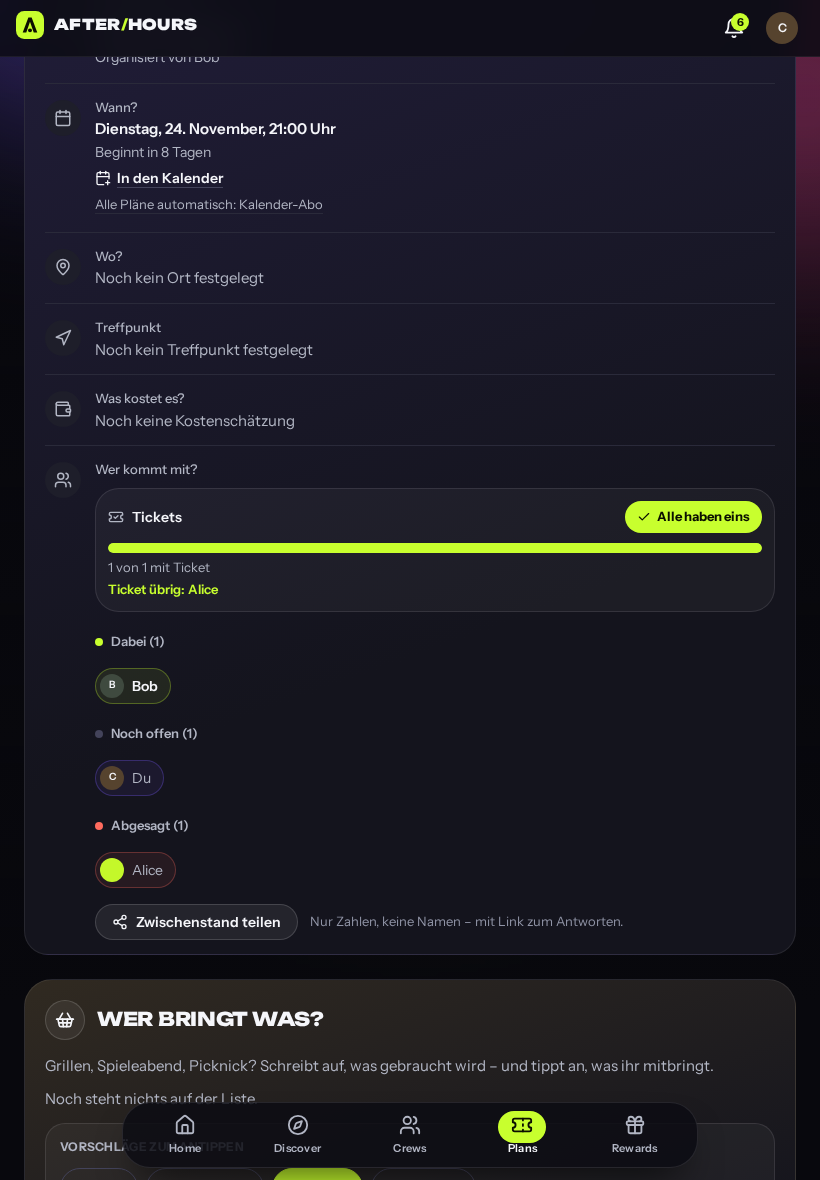 AFTER/HOURS
6
C
Organisiert von Bob
Wann?
Dienstag, 24. November, 21:00 Uhr
Beginnt in 8 Tagen
In den Kalender
Alle Pläne automatisch: Kalender-Abo
Wo?
Noch kein Ort festgelegt
Treffpunkt
Noch kein Treffpunkt festgelegt
Was kostet es?
Noch keine Kostenschätzung
Wer kommt mit?
Tickets
Alle haben eins
1 von 1 mit Ticket
Ticket übrig: Alice
Dabei (1)
B Bob
Noch offen (1)
C Du
Abgesagt (1)
Alice
Zwischenstand teilen
Nur Zahlen, keine Namen – mit Link zum Antworten.
WER BRINGT WAS?
Grillen, Spieleabend, Picknick? Schreibt auf, was gebraucht wird – und tippt an, was ihr mitbringt.
Noch steht nichts auf der Liste.
VORSCHLÄGE ZUM ANTIPPEN
Home
Discover
Crews
Plans
Rewards